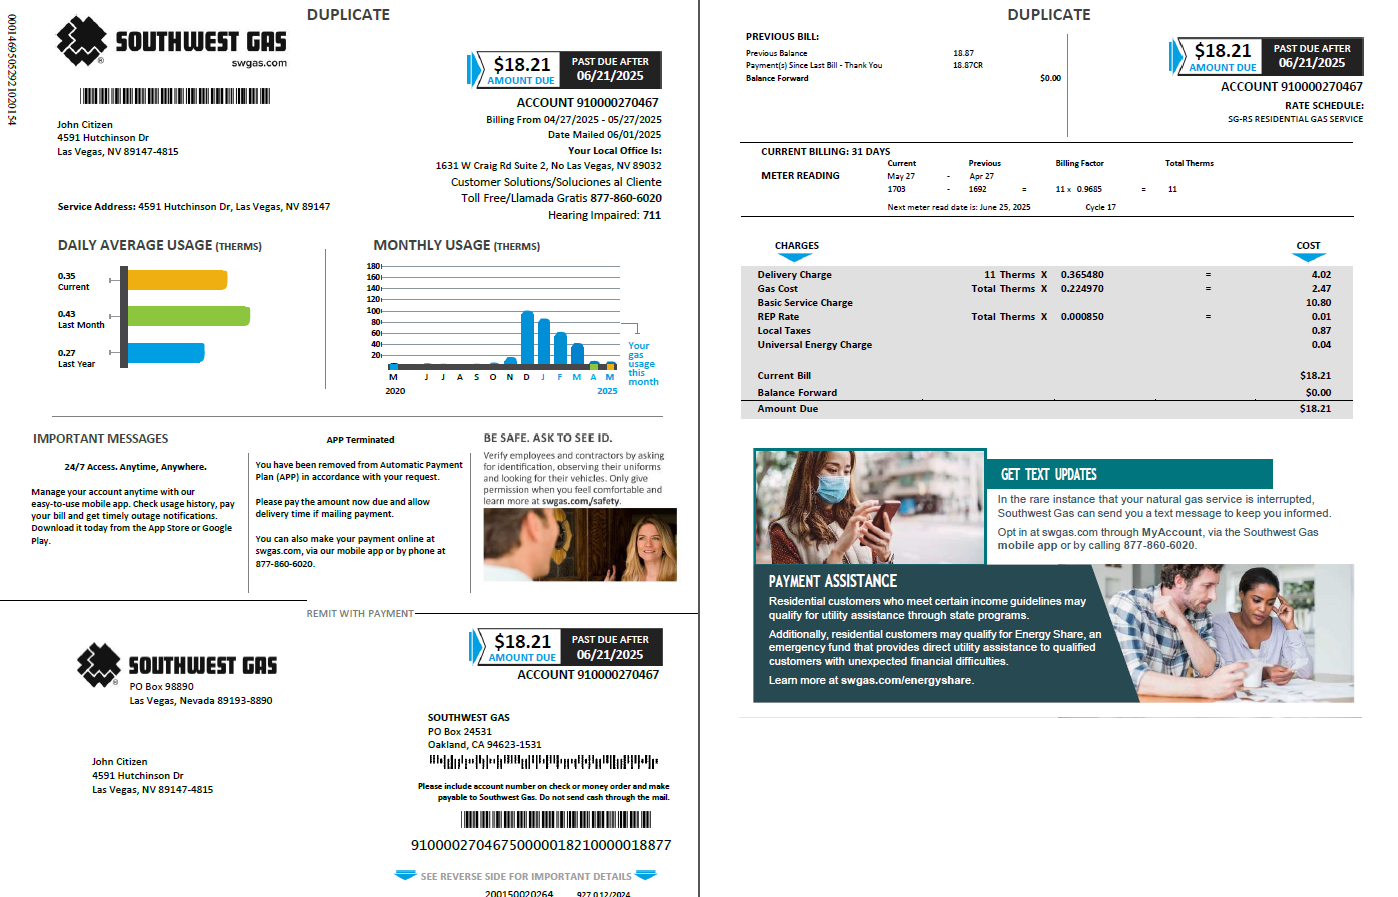 DUPLICATE
00014695052921020154
SOUTHWEST GAS
swgas.com
$18.21
AMOUNT DUE
PAST DUE AFTER
06/21/2025
ACCOUNT 910000270467
Billing From 04/27/2025 - 05/27/2025
Date Mailed 06/01/2025
Your Local Office Is:
1631 W Craig Rd Suite 2, No Las Vegas, NV 89032
Customer Solutions/Soluciones al Cliente
Toll Free/Llamada Gratis 877-860-6020
Hearing Impaired: 711
John Citizen
4591 Hutchinson Dr
Las Vegas, NV 89147-4815
Service Address: 4591 Hutchinson Dr, Las Vegas, NV 89147
DAILY AVERAGE USAGE (THERMS)
0.35
Current
0.43
Last Month
0.27
Last Year
MONTHLY USAGE (THERMS)
180
160
140
120
100
80
60
40
20
M J J A S O N D J F M A M
2020 2025
Your
gas
usage
this
month
IMPORTANT MESSAGES
24/7 Access. Anytime, Anywhere.
Manage your account anytime with our
easy-to-use mobile app. Check usage history, pay
your bill and get timely outage notifications.
Download it today from the App Store or Google
Play.
APP Terminated
You have been removed from Automatic Payment
Plan (APP) in accordance with your request.
Please pay the amount now due and allow
delivery time if mailing payment.
You can also make your payment online at
swgas.com, via our mobile app or by phone at
877-860-6020.
BE SAFE. ASK TO SEE ID.
Verify employees and contractors by asking
for identification, observing their uniforms
and looking for their vehicles. Only give
permission when you feel comfortable and
learn more at swgas.com/safety.
REMIT WITH PAYMENT
SOUTHWEST GAS
PO Box 98890
Las Vegas, Nevada 89193-8890
$18.21
AMOUNT DUE
PAST DUE AFTER
06/21/2025
ACCOUNT 910000270467
SOUTHWEST GAS
PO Box 24531
Oakland, CA 94623-1531
John Citizen
4591 Hutchinson Dr
Las Vegas, NV 89147-4815
Please include account number on check or money order and make
payable to Southwest Gas. Do not send cash through the mail.
9100002704675000001821000001887​7
SEE REVERSE SIDE FOR IMPORTANT DETAILS
200150020264 927.0 12/2024
DUPLICATE
PREVIOUS BILL:
Previous Balance 18.87
Payment(s) Since Last Bill - Thank You 18.87CR
Balance Forward $0.00
$18.21
AMOUNT DUE
PAST DUE AFTER
06/21/2025
ACCOUNT 910000270467
RATE SCHEDULE:
SG-RS RESIDENTIAL GAS SERVICE
CURRENT BILLING: 31 DAYS
Current Previous Billing Factor Total Therms
METER READING May 27 - Apr 27
1703 - 1692 = 11 x 0.9685 = 11
Next meter read date is: June 25, 2025 Cycle 17
CHARGES COST
Delivery Charge 11 Therms X 0.365480 = 4.02
Gas Cost Total Therms X 0.224970 = 2.47
Basic Service Charge 10.80
REP Rate Total Therms X 0.000850 = 0.01
Local Taxes 0.87
Universal Energy Charge 0.04
Current Bill $18.21
Balance Forward $0.00
Amount Due $18.21
GET TEXT UPDATES
In the rare instance that your natural gas service is interrupted,
Southwest Gas can send you a text message to keep you informed.
Opt in at swgas.com through MyAccount, via the Southwest Gas
mobile app or by calling 877-860-6020.
PAYMENT ASSISTANCE
Residential customers who meet certain income guidelines may
qualify for utility assistance through state programs.
Additionally, residential customers may qualify for Energy Share, an
emergency fund that provides direct utility assistance to qualified
customers with unexpected financial difficulties.
Learn more at swgas.com/energyshare.